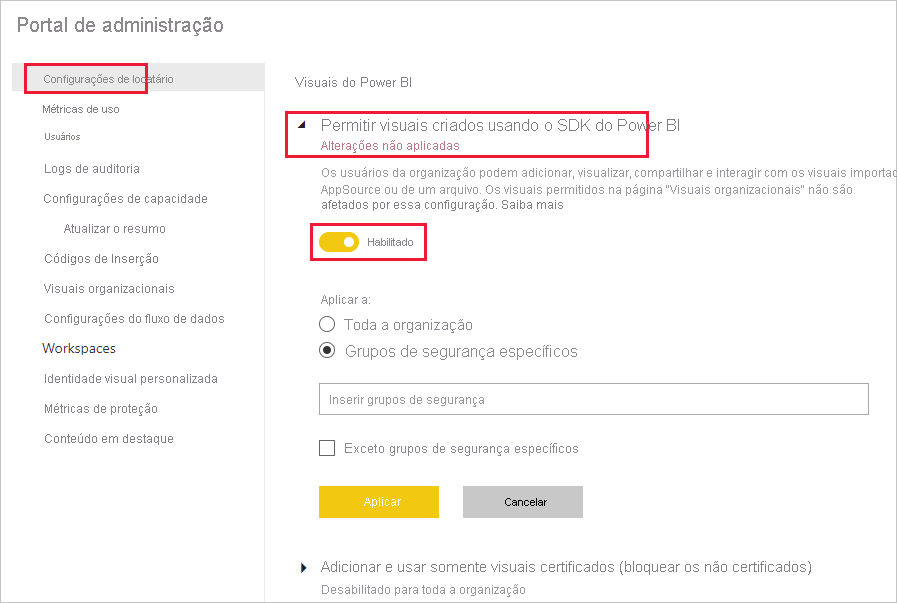 Portal de administração
Configurações de locatário
Métricas de uso
Usuários
Logs de auditoria
Configurações de capacidade
Atualizar o resumo
Códigos de Inserção
Visuais organizacionais
Configurações do fluxo de dados
Workspaces
Identidade visual personalizada
Métricas de proteção
Conteúdo em destaque
Visuais do Power BI
Permitir visuais criados usando o SDK do Power BI
Alterações não aplicadas
Os usuários da organização podem adicionar, visualizar, compartilhar e interagir com os visuais importad
AppSource ou de um arquivo. Os visuais permitidos na página "Visuais organizacionais" não são
afetados por essa configuração. Saiba mais
Habilitado
Aplicar a:
Toda a organização
Grupos de segurança específicos
Inserir grupos de segurança
Exceto grupos de segurança específicos
Aplicar
Cancelar
Adicionar e usar somente visuais certificados (bloquear os não certificados)
Desabilitado para toda a organização